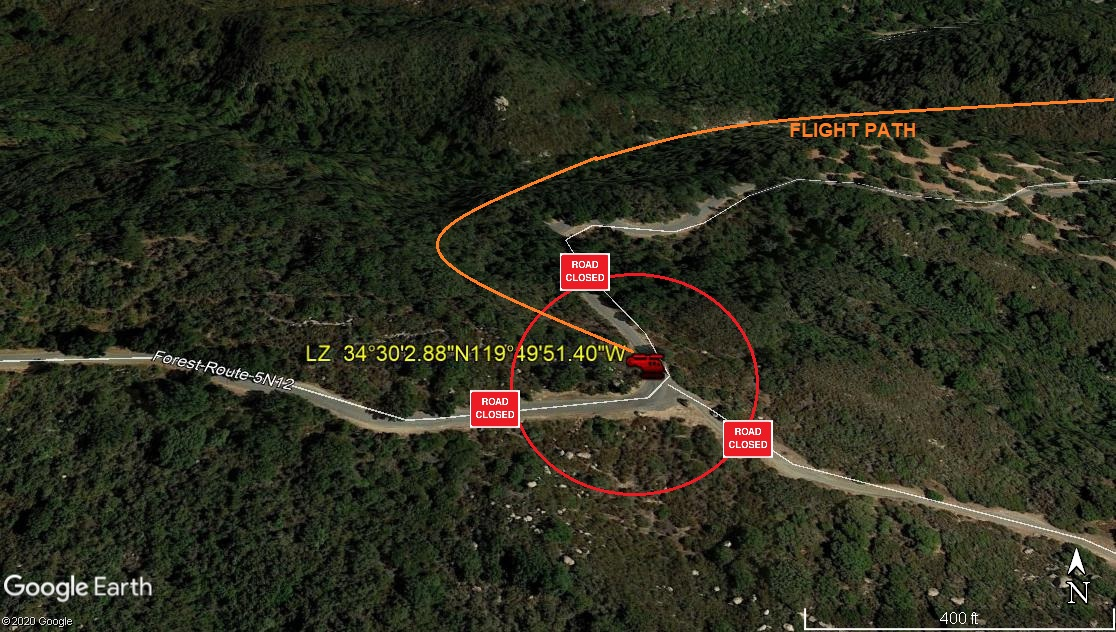 FLIGHT PATH
ROAD
CLOSED
LZ 34°30'2.88"N119°49'51.40"W
Forest-Route-5N12
ROAD
CLOSED
ROAD
CLOSED
Google Earth
N
400 ft
©2020 Google